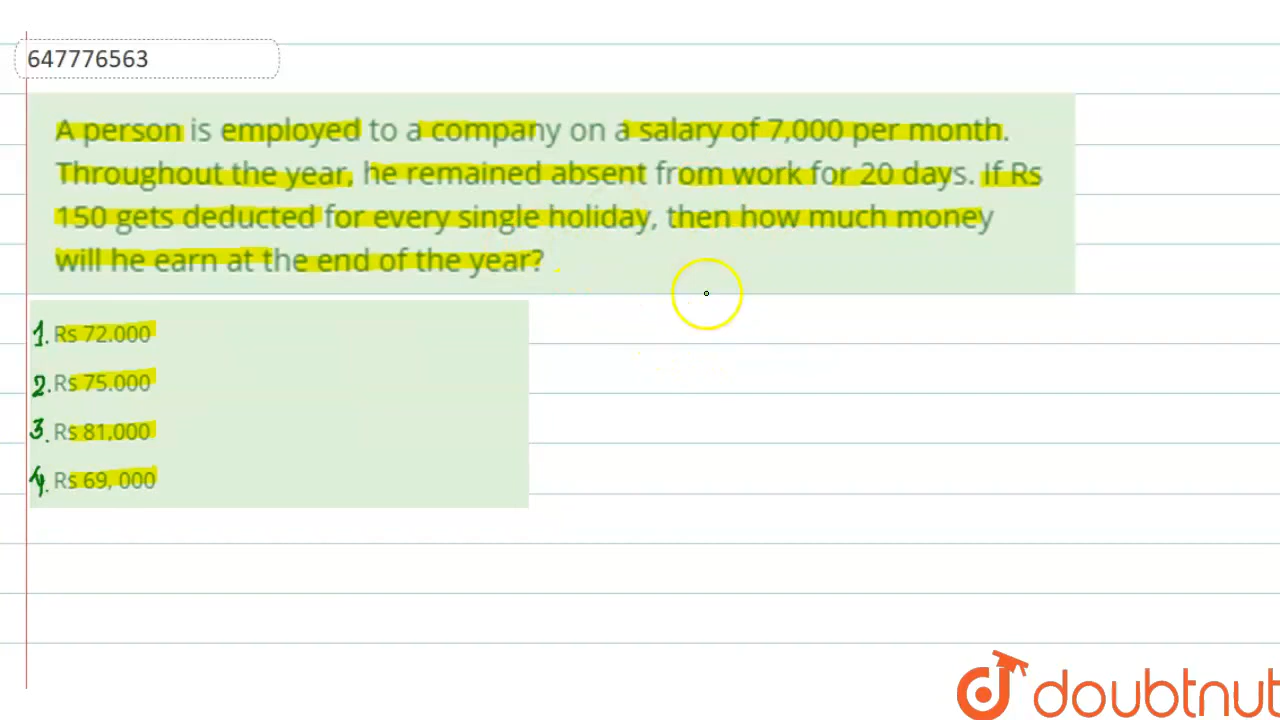 647776563
A person is employed to a company on a salary of 7,000 per month.
Throughout the year, he remained absent from work for 20 days. If Rs
150 gets deducted for every single holiday, then how much money
will he earn at the end of the year?
1. Rs 72.000
2. Rs 75.000
3. Rs 81,000
4. Rs 69, 000
doubtnut